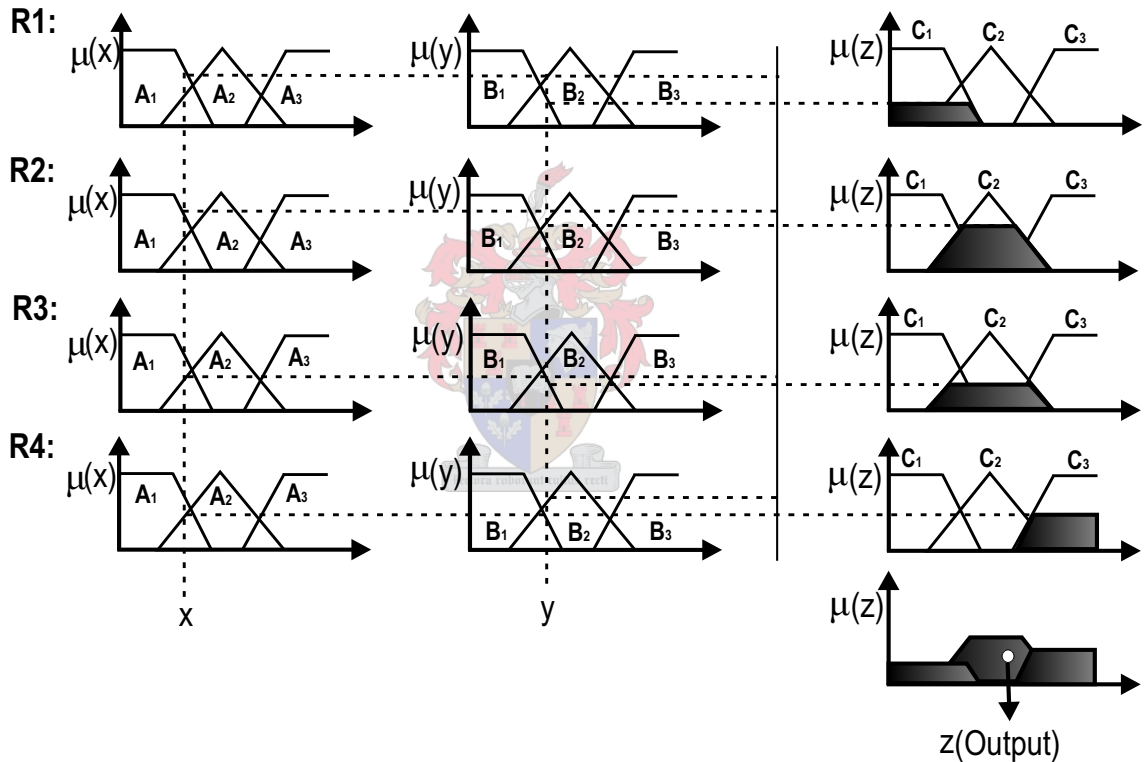 R1:
μ(x) A1 A2 A3
μ(y) B1 B2 B3
μ(z) C1 C2 C3
R2:
μ(x) A1 A2 A3
μ(y) B1 B2 B3
μ(z) C1 C2 C3
R3:
μ(x) A1 A2 A3
μ(y) B1 B2 B3
μ(z) C1 C2 C3
R4:
μ(x) A1 A2 A3
μ(y) B1 B2 B3
μ(z) C1 C2 C3
x
y
μ(z)
z(Output)